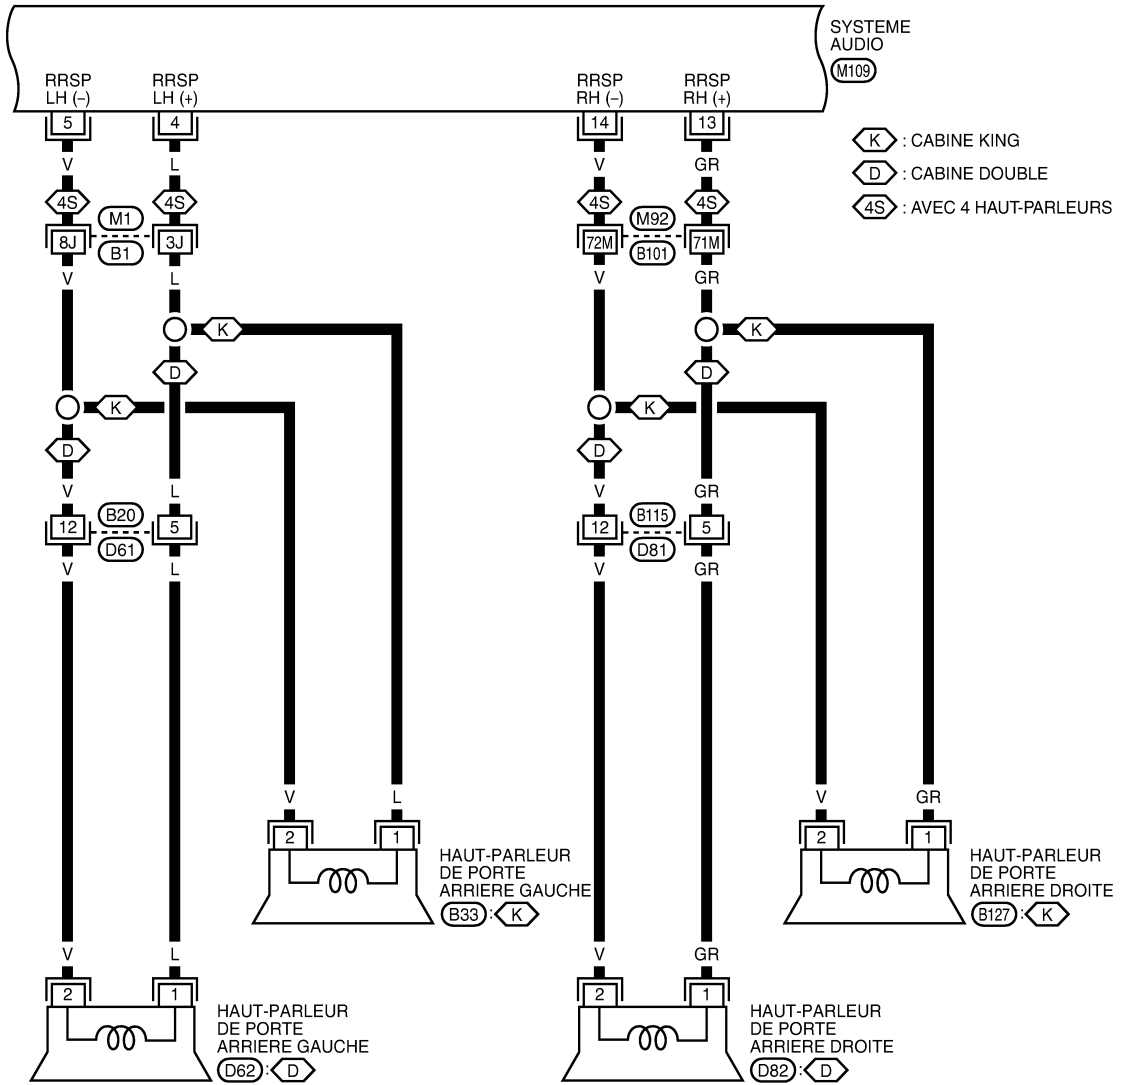 SYSTEME
AUDIO
M109
RRSP
LH (–)
RRSP
LH (+)
RRSP
RH (–)
RRSP
RH (+)
5
4
14
13
K : CABINE KING
D : CABINE DOUBLE
4S : AVEC 4 HAUT-PARLEURS
V
L
V
GR
4S
4S
4S
4S
M1
M92
8J
3J
72M
71M
B1
B101
V
L
V
GR
K
K
D
D
K
K
D
D
V
L
V
GR
B20
B115
12
5
12
5
D61
D81
V
L
V
GR
V
L
V
GR
2
1
2
1
HAUT-PARLEUR
DE PORTE
ARRIERE GAUCHE
B33 : K
HAUT-PARLEUR
DE PORTE
ARRIERE DROITE
B127 : K
V
L
V
GR
2
1
2
1
HAUT-PARLEUR
DE PORTE
ARRIERE GAUCHE
D62 : D
HAUT-PARLEUR
DE PORTE
ARRIERE DROITE
D82 : D